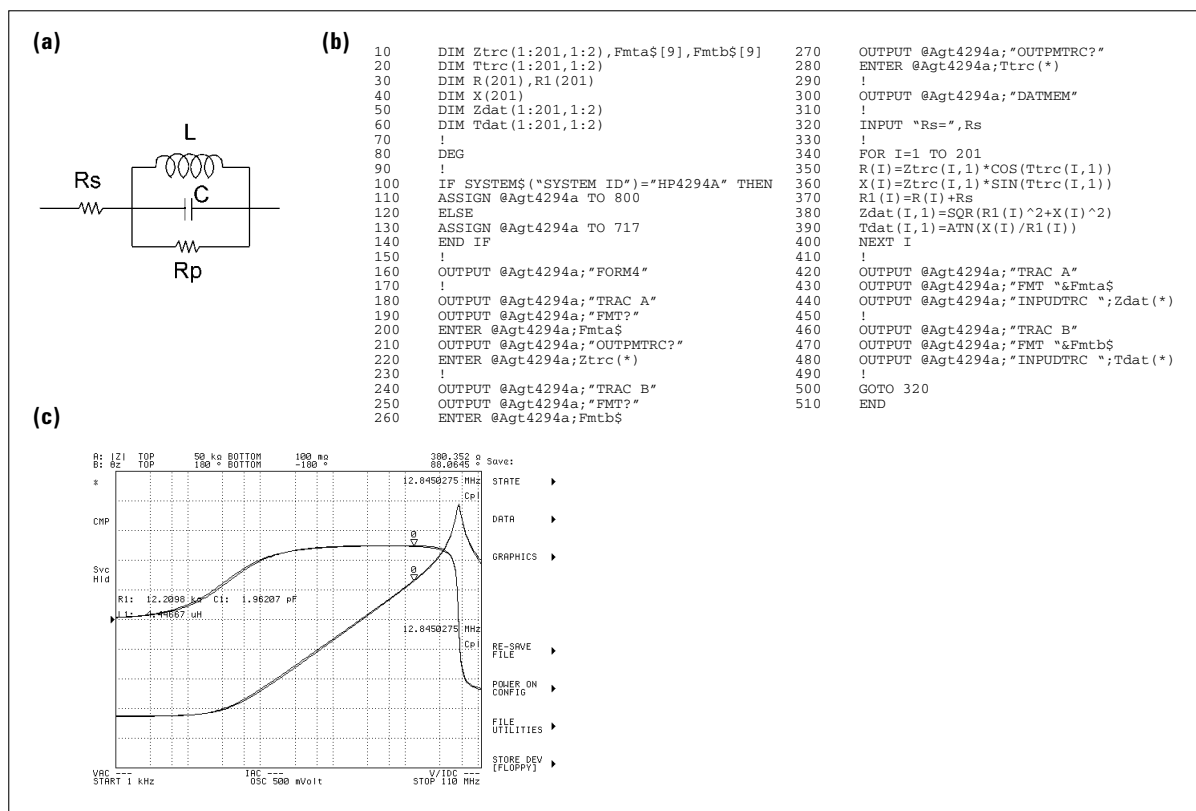 (a)
L
Rs
C
Rp
(b)
10 DIM Ztrc(1:201,1:2),Fmta$[9],Fmtb$[9]
20 DIM Ttrc(1:201,1:2)
30 DIM R(201),R1(201)
40 DIM X(201)
50 DIM Zdat(1:201,1:2)
60 DIM Tdat(1:201,1:2)
70 !
80 DEG
90 !
100 IF SYSTEM$("SYSTEM ID")="HP4294A" THEN
110 ASSIGN @Agt4294a TO 800
120 ELSE
130 ASSIGN @Agt4294a TO 717
140 END IF
150 !
160 OUTPUT @Agt4294a;"FORM4"
170 !
180 OUTPUT @Agt4294a;"TRAC A"
190 OUTPUT @Agt4294a;"FMT?"
200 ENTER @Agt4294a;Fmta$
210 OUTPUT @Agt4294a;"OUTPMTRC?"
220 ENTER @Agt4294a;Ztrc(*)
230 !
240 OUTPUT @Agt4294a;"TRAC B"
250 OUTPUT @Agt4294a;"FMT?"
260 ENTER @Agt4294a;Fmtb$
270 OUTPUT @Agt4294a;"OUTPMTRC?"
280 ENTER @Agt4294a;Ttrc(*)
290 !
300 OUTPUT @Agt4294a;"DATMEM"
310 !
320 INPUT "Rs=",Rs
330 !
340 FOR I=1 TO 201
350 R(I)=Ztrc(I,1)*COS(Ttrc(I,1))
360 X(I)=Ztrc(I,1)*SIN(Ttrc(I,1))
370 R1(I)=R(I)+Rs
380 Zdat(I,1)=SQR(R1(I)^2+X(I)^2)
390 Tdat(I,1)=ATN(X(I)/R1(I))
400 NEXT I
410 !
420 OUTPUT @Agt4294a;"TRAC A"
430 OUTPUT @Agt4294a;"FMT "&Fmta$
440 OUTPUT @Agt4294a;"INPUDTRC ";Zdat(*)
450 !
460 OUTPUT @Agt4294a;"TRAC B"
470 OUTPUT @Agt4294a;"FMT "&Fmtb$
480 OUTPUT @Agt4294a;"INPUDTRC ";Tdat(*)
490 !
500 GOTO 320
510 END
(c)
A: |Z| TOP 50 kΩ BOTTOM 100 mΩ 380.352 Ω
B: θz TOP 180 ° BOTTOM -180 ° 88.0645 ° Save:
* 12.8450275 MHz STATE
Cpl
CMP DATA
0
GRAPHICS
Svc 0
Hld
R1: 12.2098 kΩ C1: 1.96207 pF
L1: 4.44667 uH
12.8450275 MHz
Cpl
RE-SAVE
FILE
POWER ON
CONFIG
FILE
UTILITIES
STORE DEV
[FLOPPY]
VAC --- IAC --- V/IDC ---
START 1 kHz OSC 500 mVolt STOP 110 MHz